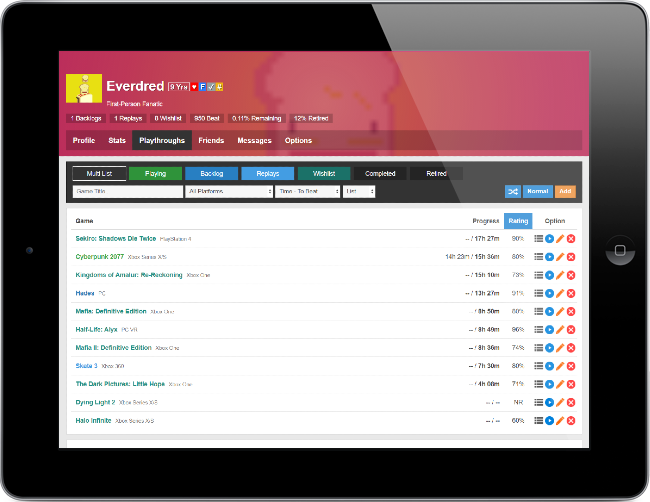 Everdred 9 Yrs F
First-Person Fanatic
1 Backlogs 1 Replays 8 Wishlist 950 Beat 0.11% Remaining 12% Retired
Profile Stats Playthroughs Friends Messages Options
Multi List Playing Backlog Replays Wishlist Completed Retired
Game Title All Platforms Time - To Beat List Normal Add
Game Progress Rating Option
Sekiro: Shadows Die Twice PlayStation 4 -- / 17h 27m 90%
Cyberpunk 2077 Xbox Series X/S 14h 23m / 15h 36m 80%
Kingdoms of Amalur: Re-Reckoning Xbox One -- / 15h 10m 73%
Hades PC -- / 13h 27m 91%
Mafia: Definitive Edition Xbox One -- / 8h 50m 80%
Half-Life: Alyx PC VR -- / 8h 49m 96%
Mafia II: Definitive Edition Xbox One -- / 8h 36m 74%
Skate 3 Xbox 360 -- / 7h 30m 80%
The Dark Pictures: Little Hope Xbox One -- / 4h 08m 71%
Dying Light 2 Xbox Series X/S -- / -- NR
Halo Infinite Xbox Series X/S -- / -- 60%